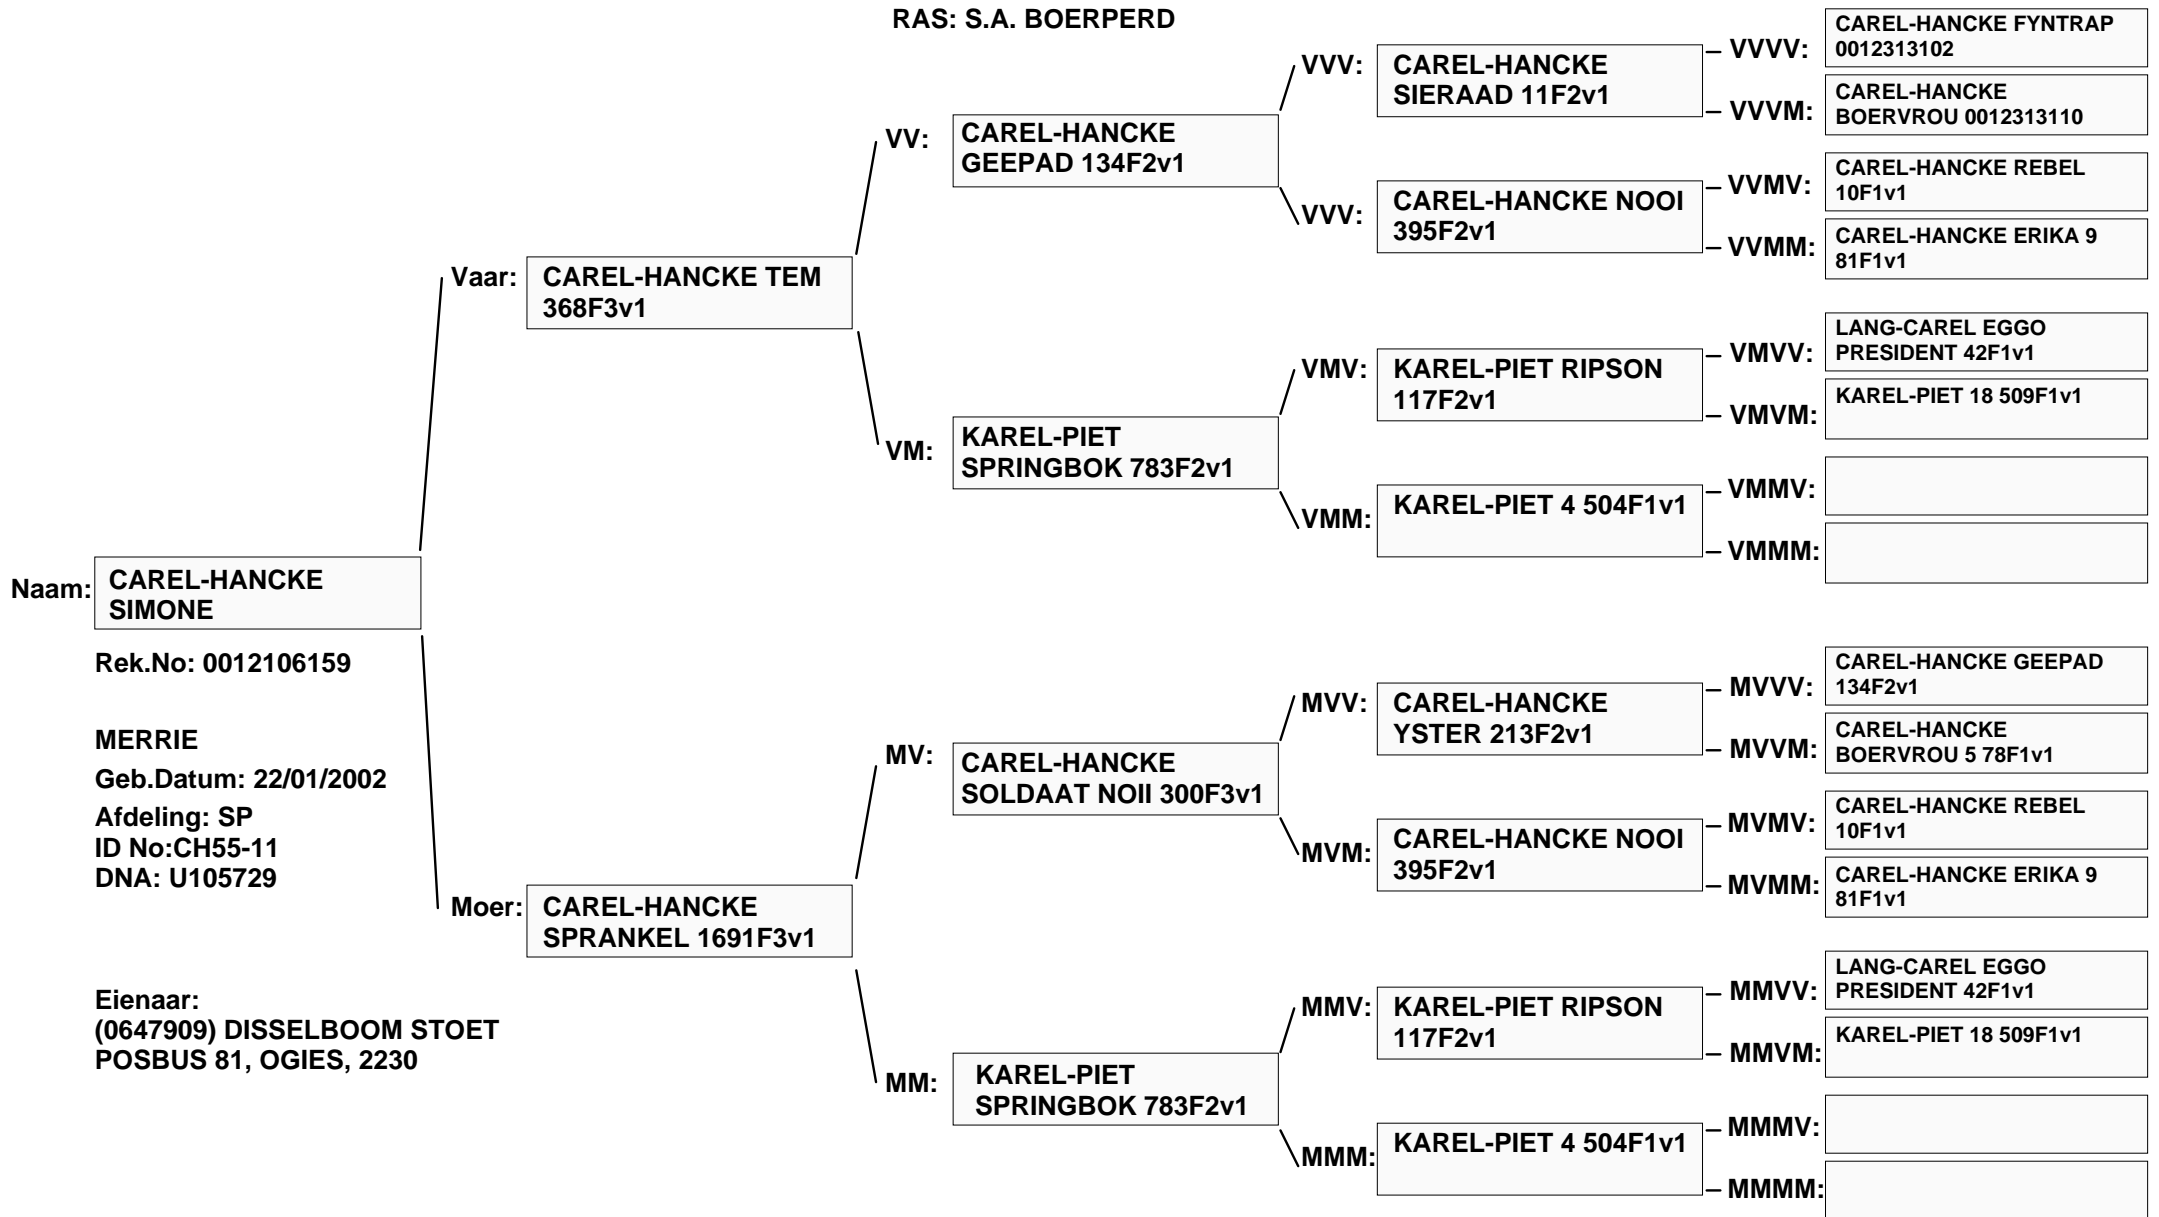 RAS: S.A. BOERPERD
Naam:
CAREL-HANCKE
SIMONE
Rek.No: 0012106159
MERRIE
Geb.Datum: 22/01/2002
Afdeling: SP
ID No:CH55-11
DNA: U105729
Eienaar:
(0647909) DISSELBOOM STOET
POSBUS 81, OGIES, 2230
Vaar:
CAREL-HANCKE TEM
368F3v1
Moer:
CAREL-HANCKE
SPRANKEL 1691F3v1
VV:
CAREL-HANCKE
GEEPAD 134F2v1
VM:
KAREL-PIET
SPRINGBOK 783F2v1
MV:
CAREL-HANCKE
SOLDAAT NOII 300F3v1
MM:
KAREL-PIET
SPRINGBOK 783F2v1
VVV:
CAREL-HANCKE
SIERAAD 11F2v1
VVV:
CAREL-HANCKE NOOI
395F2v1
VMV:
KAREL-PIET RIPSON
117F2v1
VMM:
KAREL-PIET 4 504F1v1
MVV:
CAREL-HANCKE
YSTER 213F2v1
MVM:
CAREL-HANCKE NOOI
395F2v1
MMV:
KAREL-PIET RIPSON
117F2v1
MMM:
KAREL-PIET 4 504F1v1
VVVV:
CAREL-HANCKE FYNTRAP
0012313102
VVVM:
CAREL-HANCKE
BOERVROU 0012313110
VVMV:
CAREL-HANCKE REBEL
10F1v1
VVMM:
CAREL-HANCKE ERIKA 9
81F1v1
VMVV:
LANG-CAREL EGGO
PRESIDENT 42F1v1
VMVM:
KAREL-PIET 18 509F1v1
VMMV:
VMMM:
MVVV:
CAREL-HANCKE GEEPAD
134F2v1
MVVM:
CAREL-HANCKE
BOERVROU 5 78F1v1
MVMV:
CAREL-HANCKE REBEL
10F1v1
MVMM:
CAREL-HANCKE ERIKA 9
81F1v1
MMVV:
LANG-CAREL EGGO
PRESIDENT 42F1v1
MMVM:
KAREL-PIET 18 509F1v1
MMMV:
MMMM: